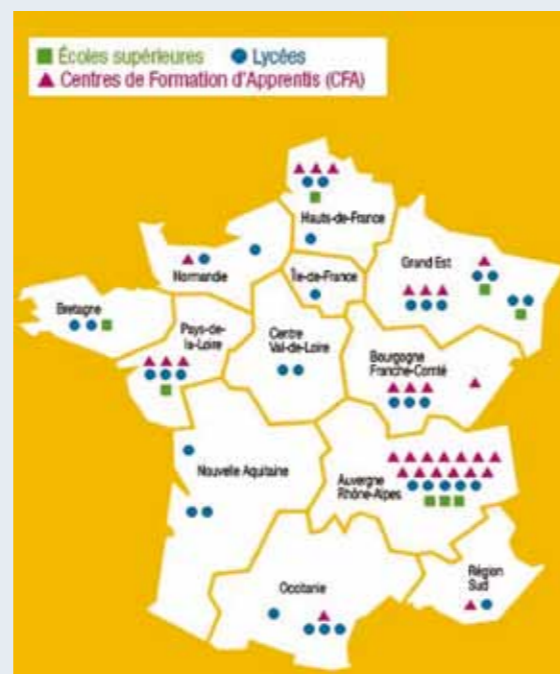 Écoles supérieures Lycées
Centres de Formation d'Apprentis (CFA)
Hauts-de-France
Normandie
Île-de-France
Grand Est
Bretagne
Pays-de-
la-Loire
Centre
Val-de-Loire
Bourgogne
Franche-Comté
Nouvelle Aquitaine
Auvergne
Rhône-Alpes
Occitanie
Région
Sud